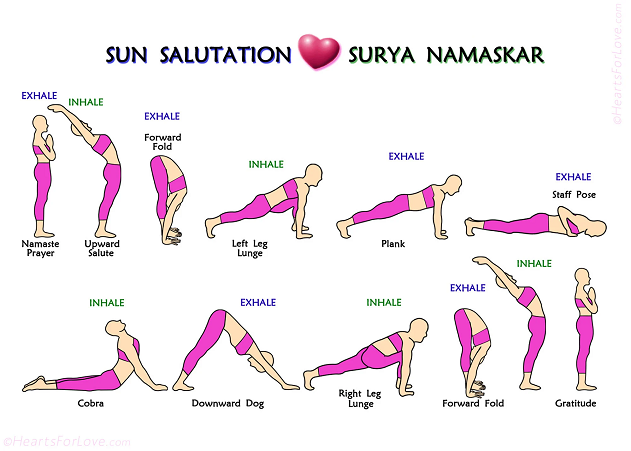 SUN SALUTATION SURYA NAMASKAR
©HeartsForLove.com
EXHALE
Namaste
Prayer
INHALE
Upward
Salute
EXHALE
Forward
Fold
INHALE
Left Leg
Lunge
EXHALE
Plank
EXHALE
Staff Pose
INHALE
Cobra
EXHALE
Downward Dog
INHALE
Right Leg
Lunge
EXHALE
Forward Fold
INHALE
Gratitude
©HeartsForLove.com